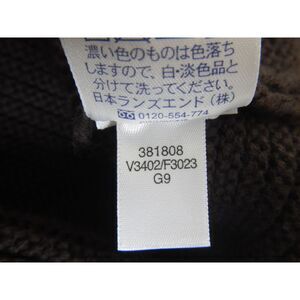 濃い色のものは色落ち
しますので、白・淡色品と
分けて洗ってください。
日本ランズエンド(株)
0120-554-774
381808
V3402/F3023
G9